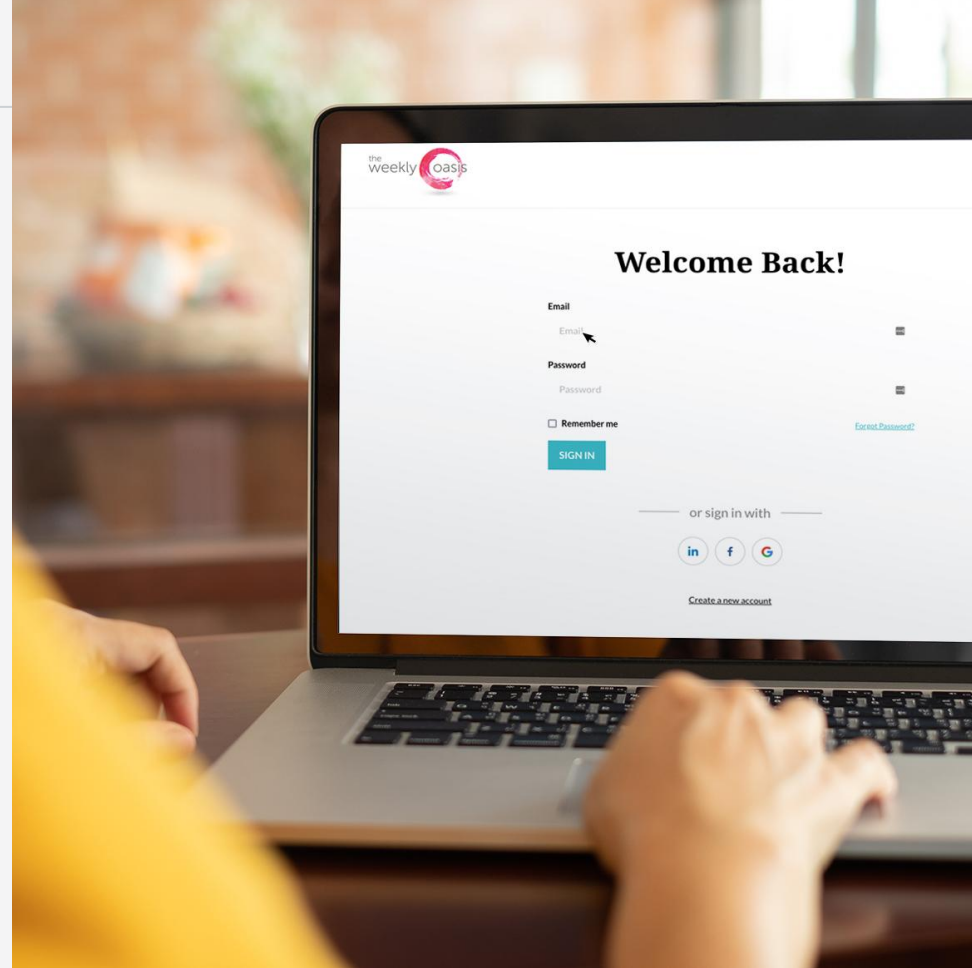 the
weekly oasis
Welcome Back!
Email
Email
Password
Password
Remember me
Forgot Password?
SIGN IN
or sign in with
in f G
Create a new account